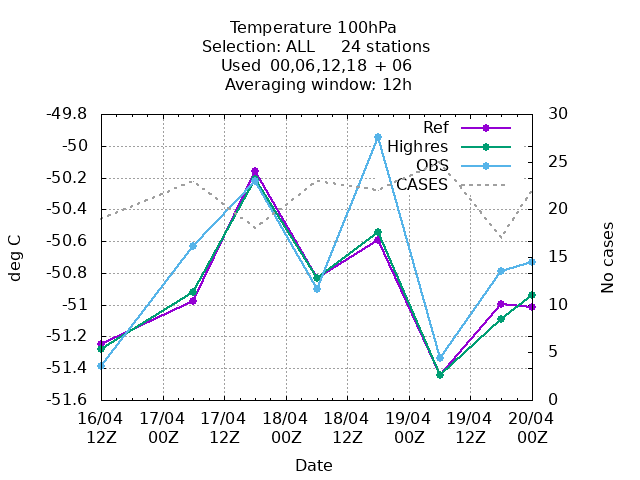 Temperature 100hPa
Selection: ALL 24 stations
Used 00,06,12,18 + 06
Averaging window: 12h
-49.8
-50
-50.2
-50.4
-50.6
-50.8
-51
-51.2
-51.4
-51.6
deg C
30
25
20
15
10
5
0
No cases
Ref
Highres
OBS
CASES
16/04 17/04 17/04 18/04 18/04 19/04 19/04 20/04
12Z 00Z 12Z 00Z 12Z 00Z 12Z 00Z
Date